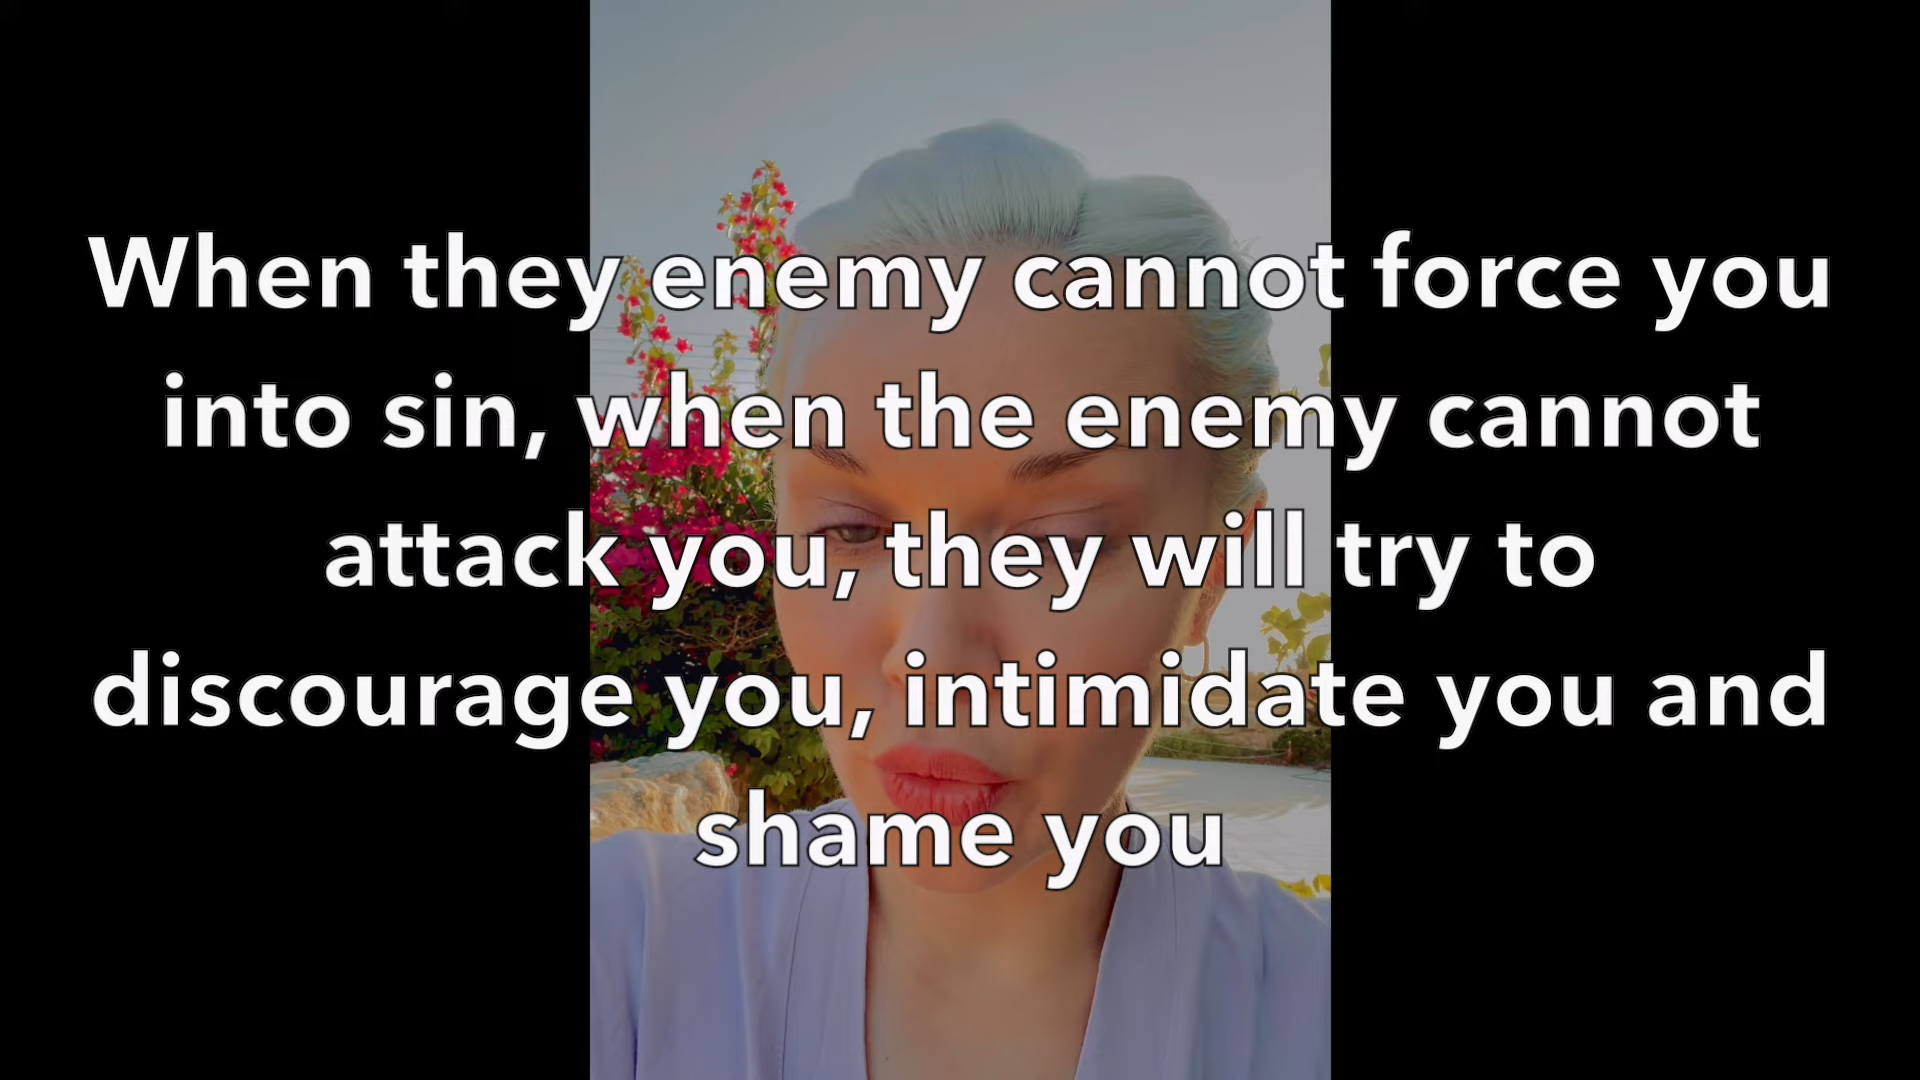 When they enemy cannot force you
into sin, when the enemy cannot
attack you, they will try to
discourage you, intimidate you and
shame you